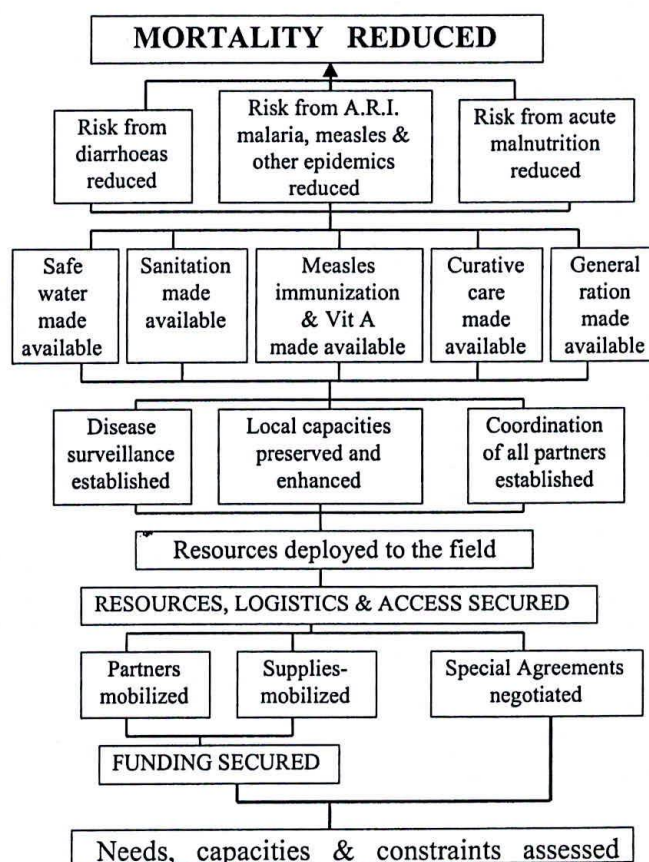 MORTALITY REDUCED
Risk from
diarrhoeas
reduced
Risk from A.R.I.
malaria, measles &
other epidemics
reduced
Risk from acute
malnutrition
reduced
Safe
water
made
available
Sanitation
made
available
Measles
immunization
& Vit A
made available
Curative
care
made
available
General
ration
made
available
Disease
surveillance
established
Local capacities
preserved and
enhanced
Coordination
of all partners
established
Resources deployed to the field
RESOURCES, LOGISTICS & ACCESS SECURED
Partners
mobilized
Supplies-
mobilized
Special Agreements
negotiated
FUNDING SECURED
Needs, capacities & constraints assessed